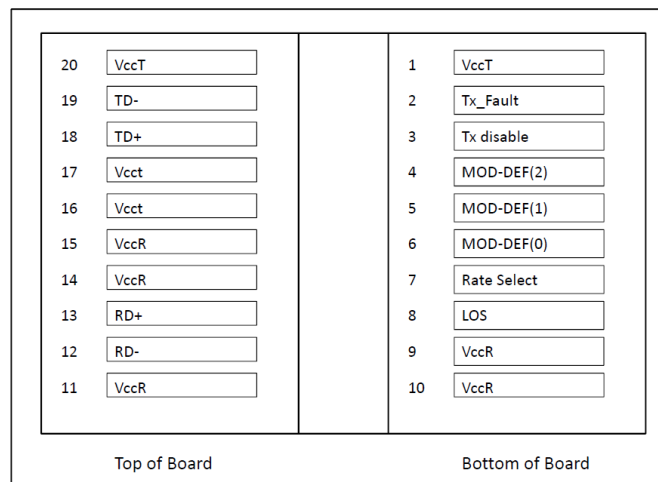 20 VccT 1 VccT
19 TD- 2 Tx_Fault
18 TD+ 3 Tx disable
17 Vcct 4 MOD-DEF(2)
16 Vcct 5 MOD-DEF(1)
15 VccR 6 MOD-DEF(0)
14 VccR 7 Rate Select
13 RD+ 8 LOS
12 RD- 9 VccR
11 VccR 10 VccR
Top of Board Bottom of Board